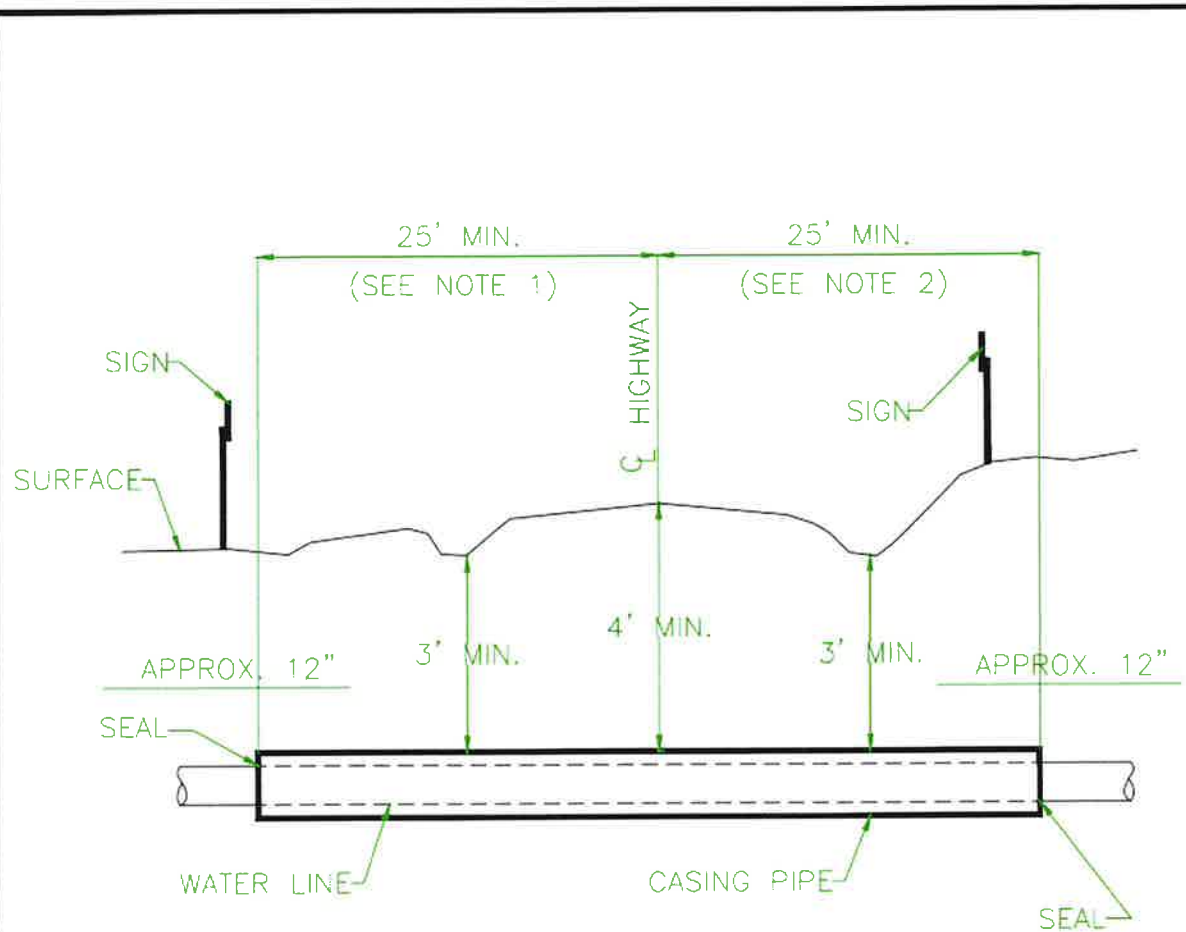 25' MIN.
(SEE NOTE 1)
25' MIN.
(SEE NOTE 2)
HIGHWAY
CL
SIGN
SIGN
SURFACE
4' MIN.
3' MIN.
3' MIN.
APPROX. 12"
APPROX. 12"
SEAL
WATER LINE
CASING PIPE
SEAL